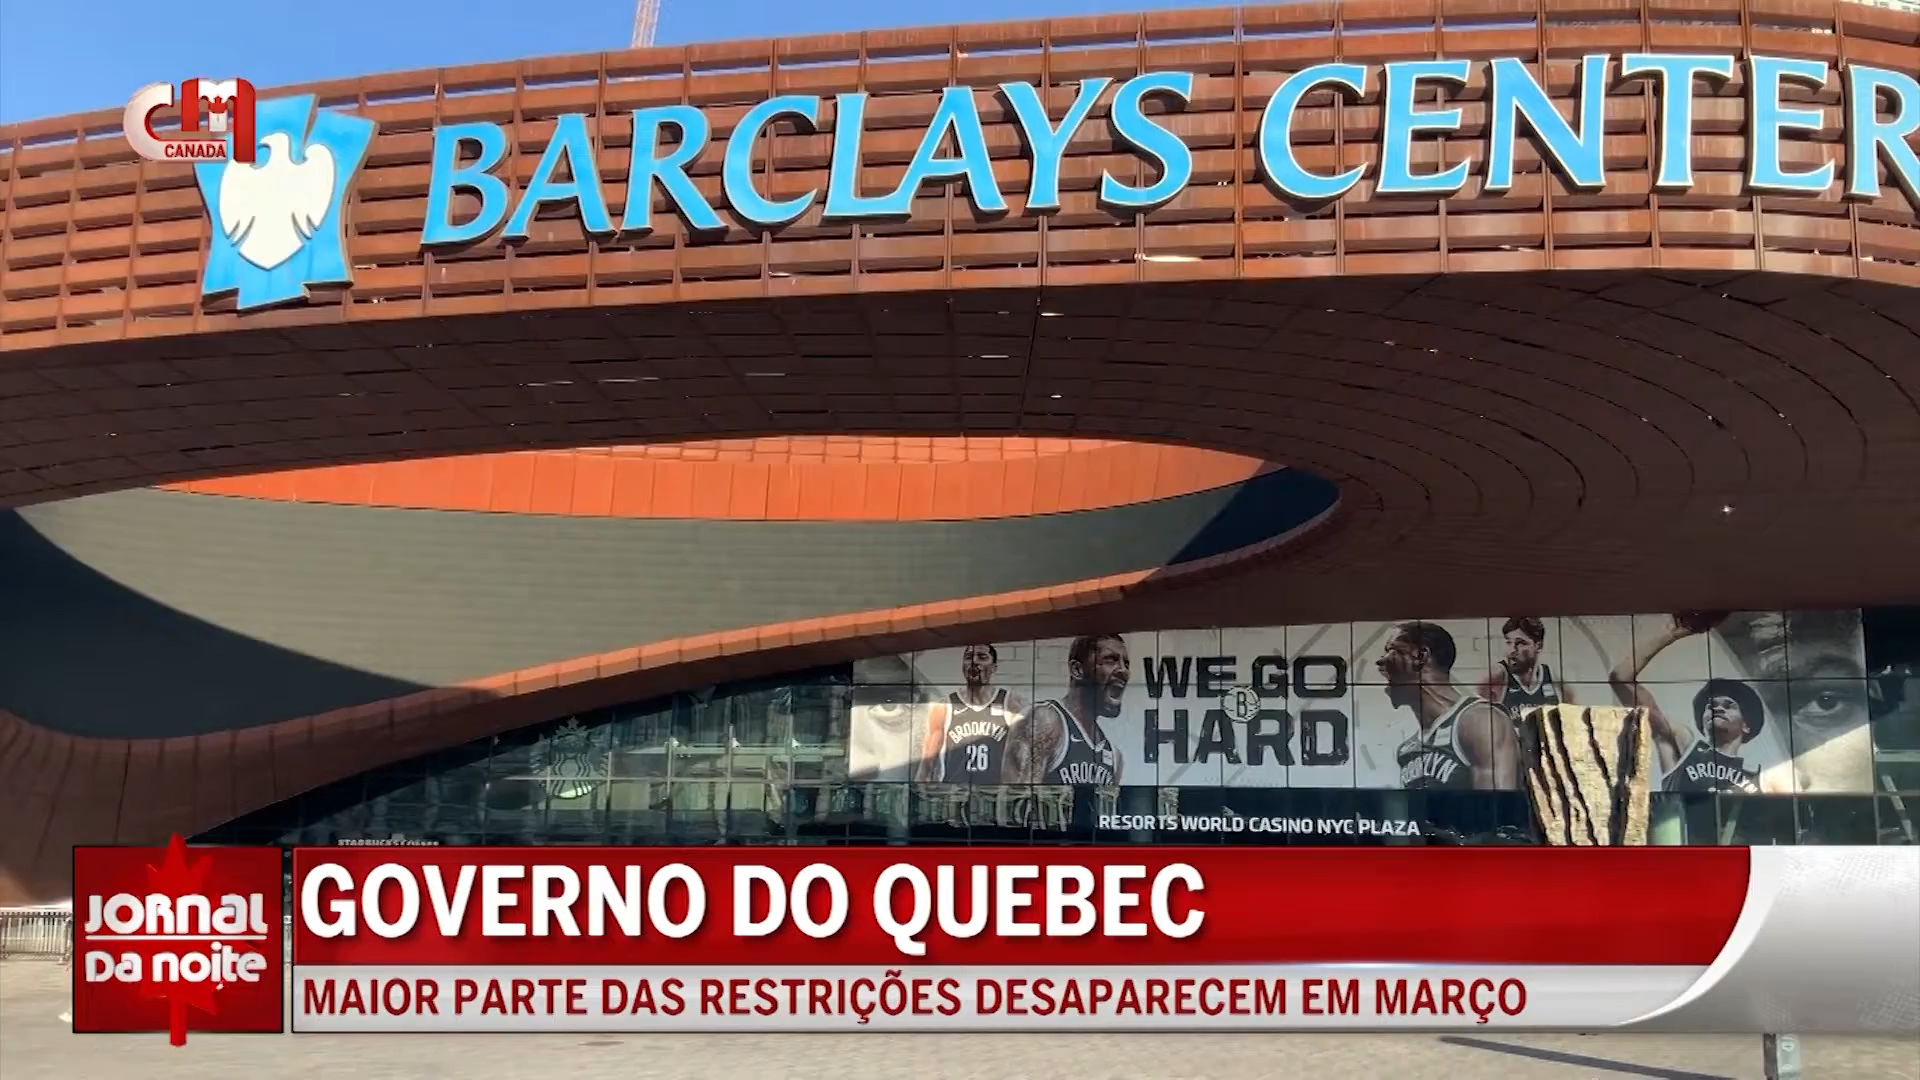 CM
CANADA
BARCLAYS CENTER
WE GO
HARD
B
BROOKLYN
26
BROOKLYN
BROOKLYN
BROOKLYN
RESORTS WORLD CASINO NYC PLAZA
JORNAL
DA NOITE
GOVERNO DO QUEBEC
MAIOR PARTE DAS RESTRIÇÕES DESAPARECEM EM MARÇO